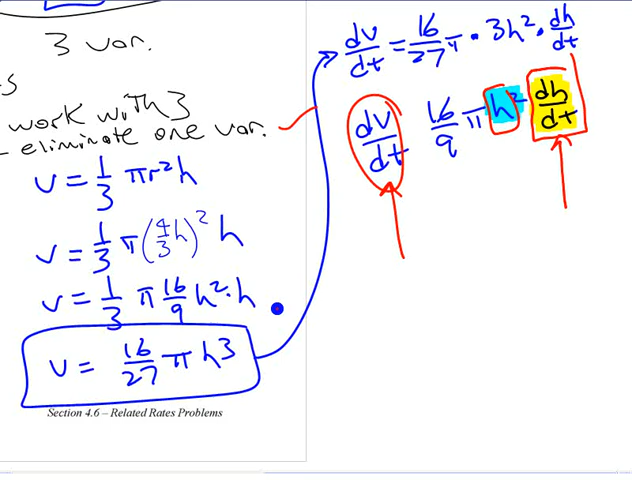 3 var.
s
work with 3
- eliminate one var.
V = 1/3 πr²h
V = 1/3 π(4/3 h)² h
V = 1/3 π 16/9 h²·h
V = 16/27 π h³
Section 4.6 – Related Rates Problems
dV/dt = 16/27 π · 3h² · dh/dt
dV/dt 16/9 π h² dh/dt